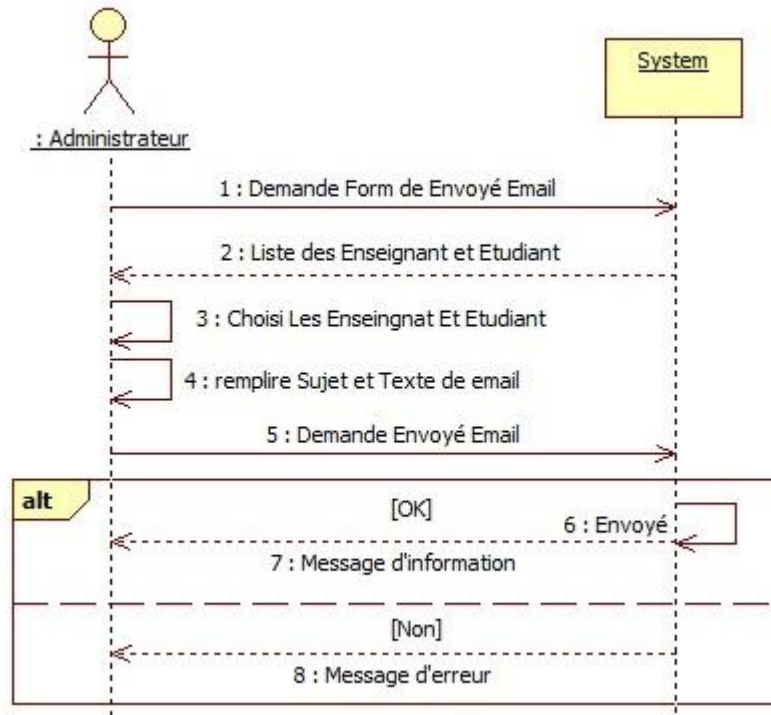 System
: Administrateur
1 : Demande Form de Envoyé Email
2 : Liste des Enseignant et Etudiant
3 : Choisi Les Enseingnat Et Etudiant
4 : remplire Sujet et Texte de email
5 : Demande Envoyé Email
alt
[OK]
6 : Envoyé
7 : Message d'information
[Non]
8 : Message d'erreur